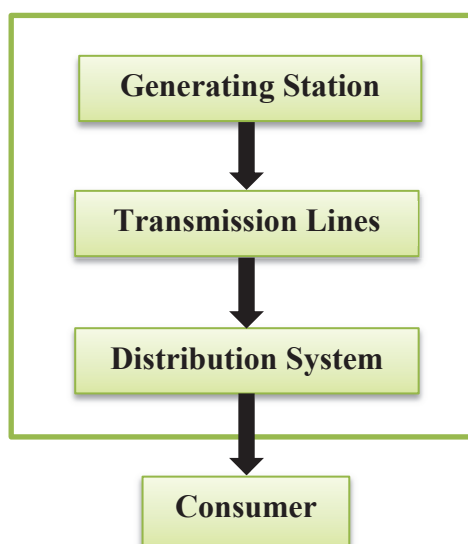 Generating Station
Transmission Lines
Distribution System
Consumer